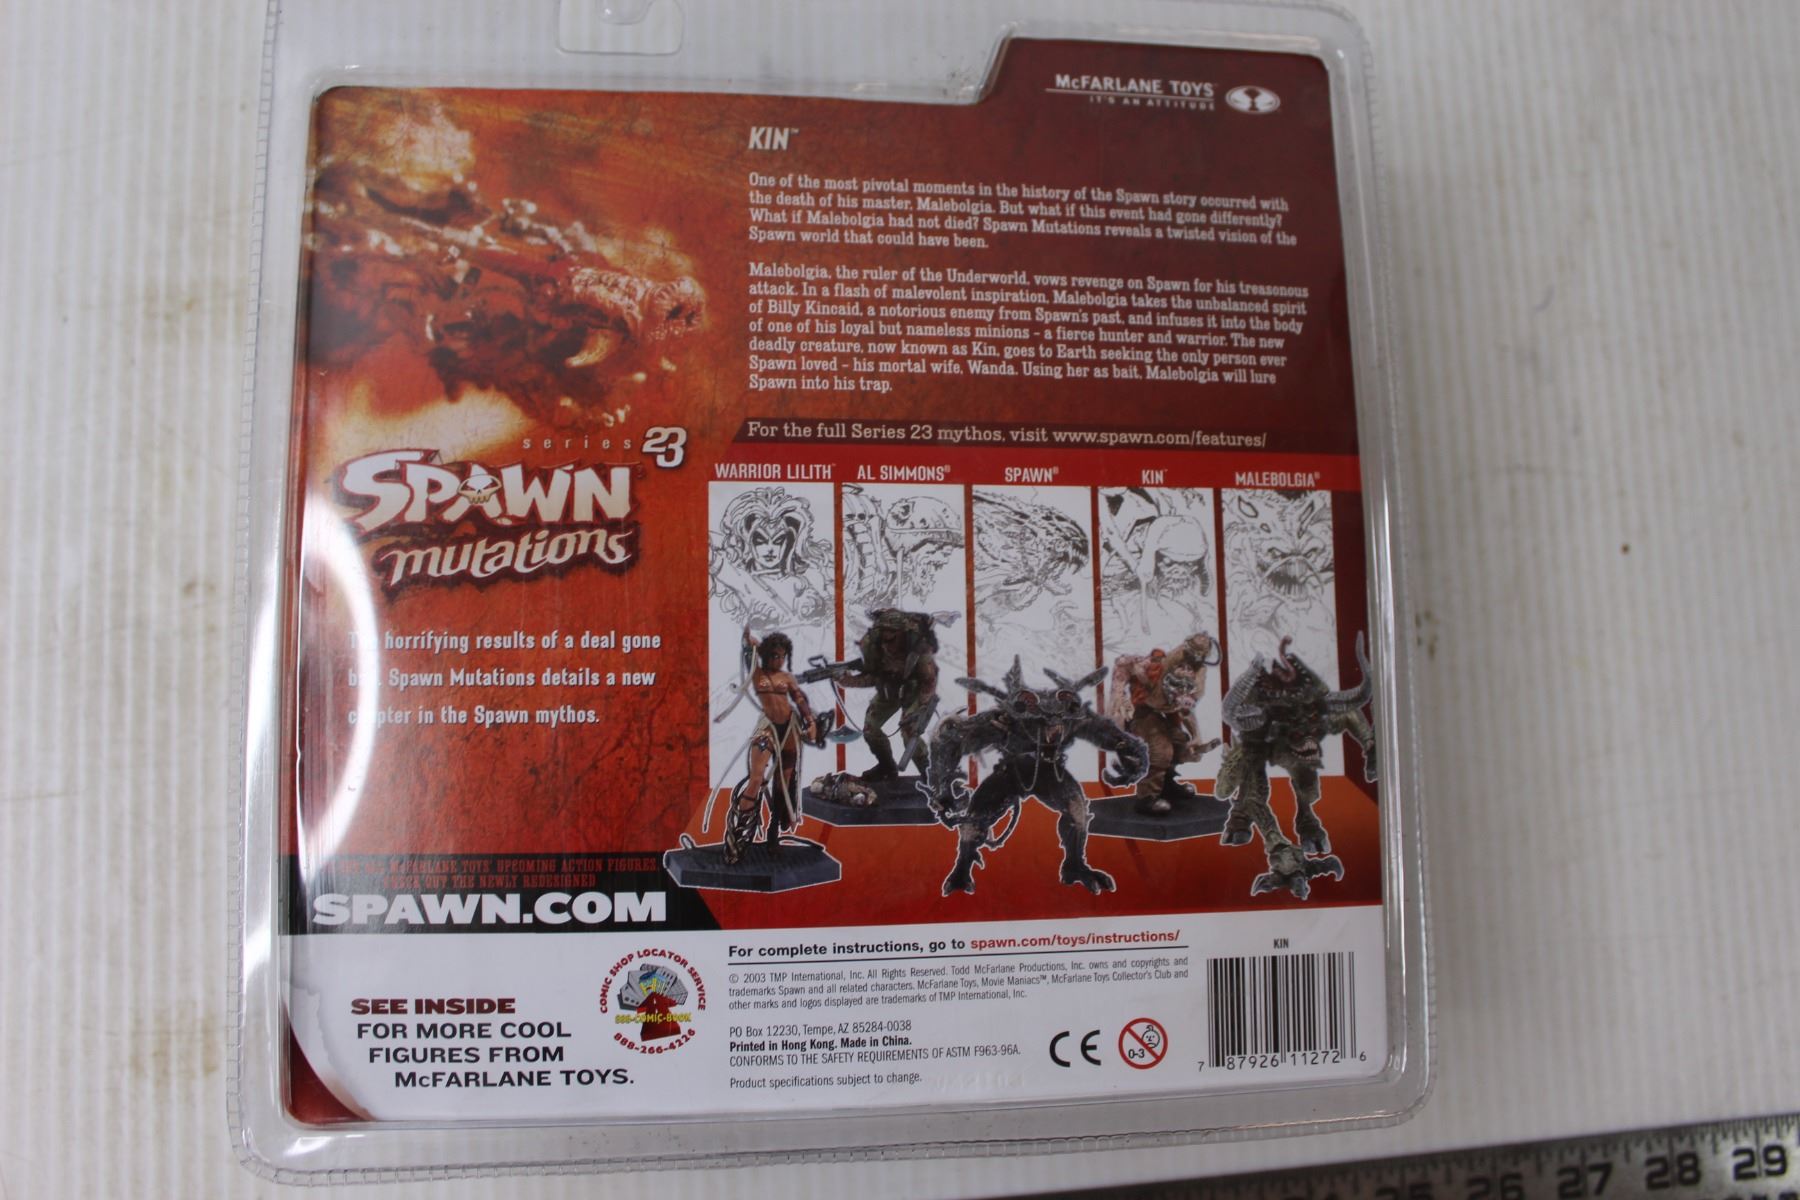 McFARLANE TOYS
IT'S AN ATTITUDE
KIN™
One of the most pivotal moments in the history of the Spawn story occurred with
the death of his master, Malebolgia. But what if this event had gone differently?
What if Malebolgia had not died? Spawn Mutations reveals a twisted vision of the
Spawn world that could have been.
Malebolgia, the ruler of the Underworld, vows revenge on Spawn for his treasonous
attack. In a flash of malevolent inspiration, Malebolgia takes the unbalanced spirit
of Billy Kincaid, a notorious enemy from Spawn's past, and infuses it into the body
of one of his loyal but nameless minions – a fierce hunter and warrior. The new
deadly creature, now known as Kin, goes to Earth seeking the only person ever
Spawn loved – his mortal wife, Wanda. Using her as bait, Malebolgia will lure
Spawn into his trap.
For the full Series 23 mythos, visit www.spawn.com/features/
series 23
SPAWN
mutations
horrifying results of a deal gone
Spawn Mutations details a new
in the Spawn mythos.
WARRIOR LILITH™
AL SIMMONS®
SPAWN®
KIN™
MALEBOLGIA®
McFARLANE TOYS' UPCOMING ACTION FIGURES,
CHECK OUT THE NEWLY REDESIGNED
SPAWN.COM
SEE INSIDE
FOR MORE COOL
FIGURES FROM
McFARLANE TOYS.
COMIC SHOP LOCATOR SERVICE
888-COMIC-BOOK
888-266-4226
For complete instructions, go to spawn.com/toys/instructions/
© 2003 TMP International, Inc. All Rights Reserved. Todd McFarlane Productions, Inc. owns and copyrights and
trademarks Spawn and all related characters. McFarlane Toys, Movie Maniacs™, McFarlane Toys Collector's Club and
other marks and logos displayed are trademarks of TMP International, Inc.
PO Box 12230, Tempe, AZ 85284-0038
Printed in Hong Kong. Made in China.
CONFORMS TO THE SAFETY REQUIREMENTS OF ASTM F963-96A.
Product specifications subject to change.
CE
0-3
KIN
7 87926 11272 6
25 26 27 28 29